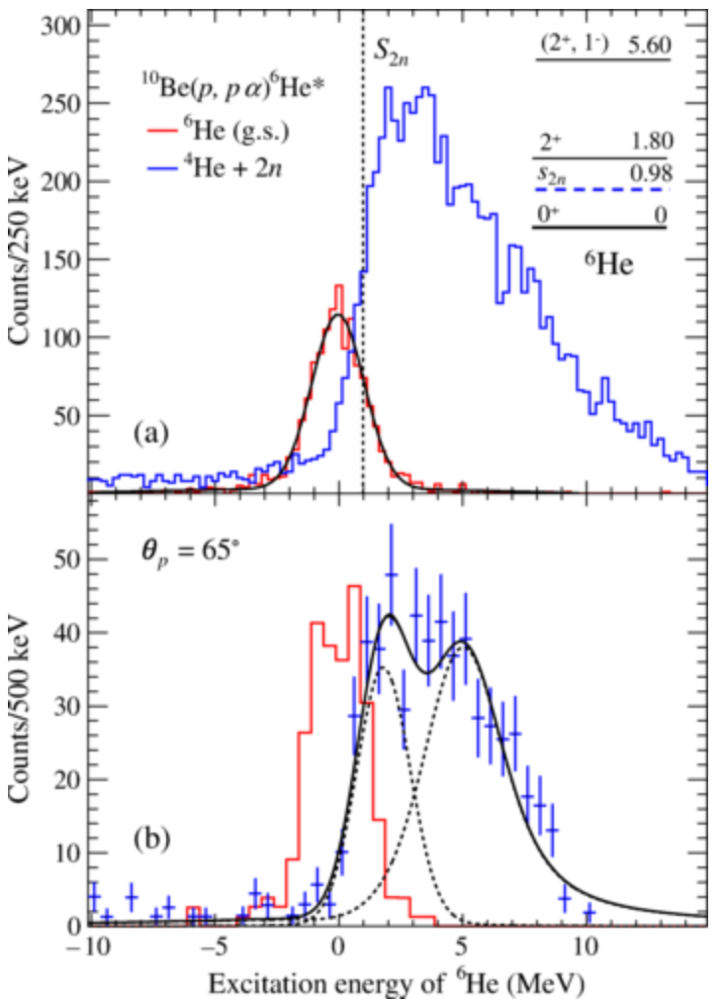 300
250
200
150
100
50
Counts/250 keV
S₂ₙ
¹⁰Be(p, p α)⁶He*
⁶He (g.s.)
⁴He + 2n
(2⁺, 1⁻) 5.60
2⁺ 1.80
s₂ₙ 0.98
0⁺ 0
⁶He
(a)
θₚ = 65°
50
40
30
20
10
0
Counts/500 keV
(b)
−10 −5 0 5 10
Excitation energy of ⁶He (MeV)